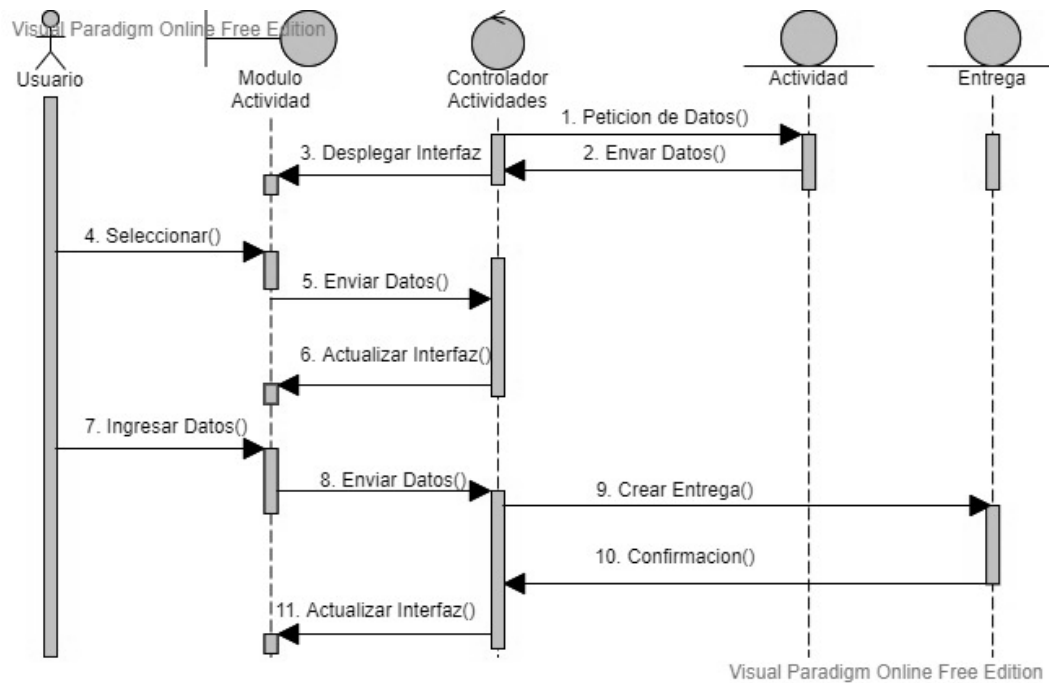 Visual Paradigm Online Free Edition
Usuario
Modulo
Actividad
Controlador
Actividades
Actividad
Entrega
1. Peticion de Datos()
2. Envar Datos()
3. Desplegar Interfaz
4. Seleccionar()
5. Enviar Datos()
6. Actualizar Interfaz()
7. Ingresar Datos()
8. Enviar Datos()
9. Crear Entrega()
10. Confirmacion()
11. Actualizar Interfaz()
Visual Paradigm Online Free Edition